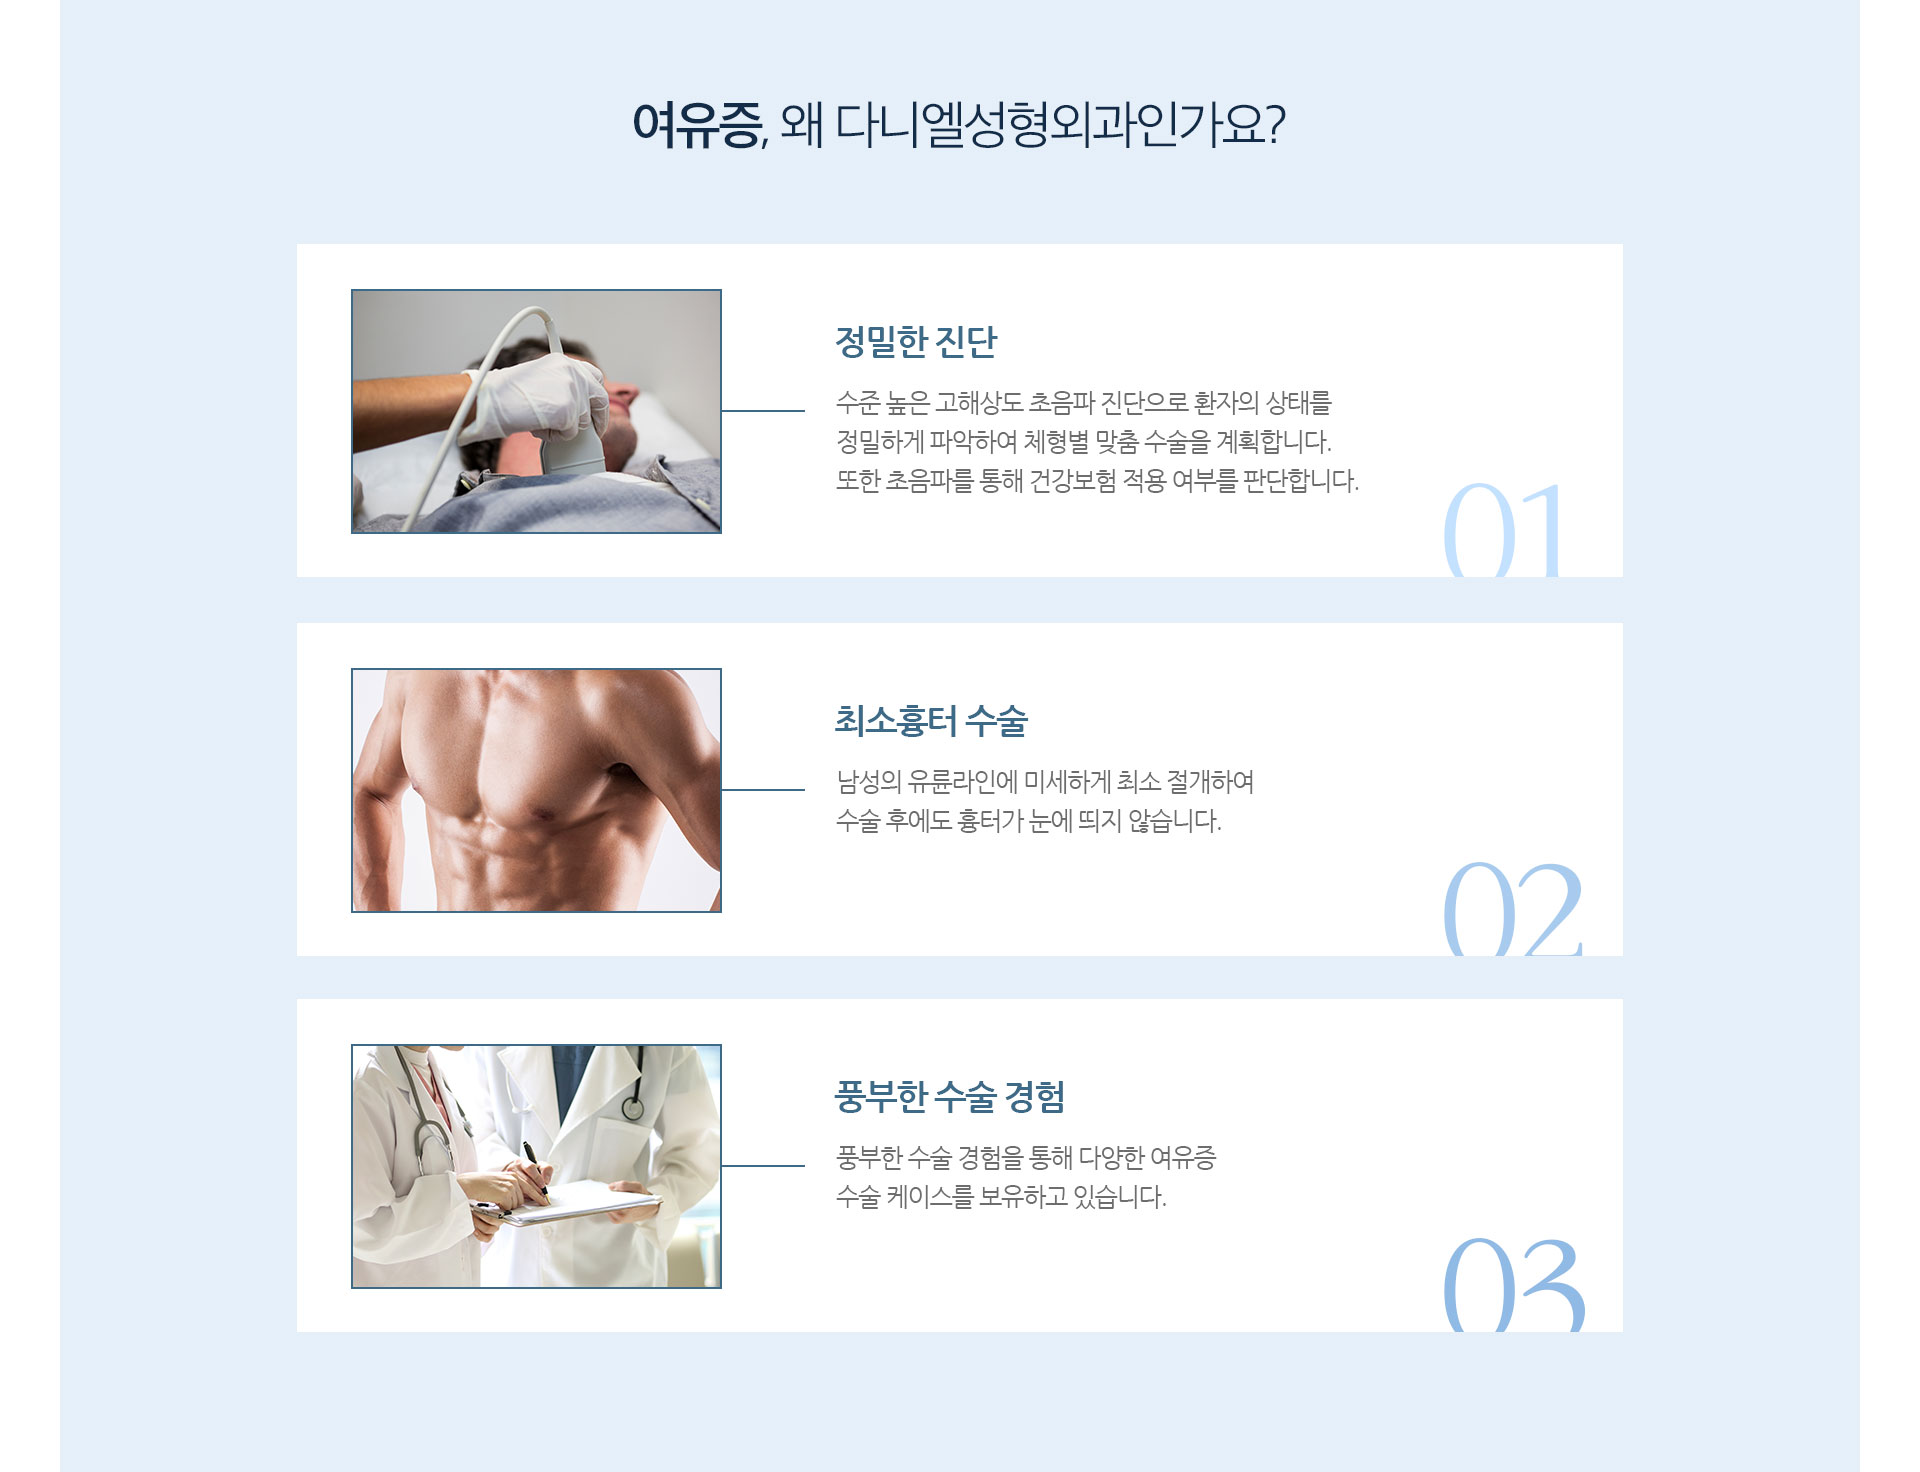 여유증, 왜 다니엘성형외과인가요?
정밀한 진단
수준 높은 고해상도 초음파 진단으로 환자의 상태를
정밀하게 파악하여 체형별 맞춤 수술을 계획합니다.
또한 초음파를 통해 건강보험 적용 여부를 판단합니다.
01
최소흉터 수술
남성의 유륜라인에 미세하게 최소 절개하여
수술 후에도 흉터가 눈에 띄지 않습니다.
02
풍부한 수술 경험
풍부한 수술 경험을 통해 다양한 여유증
수술 케이스를 보유하고 있습니다.
03